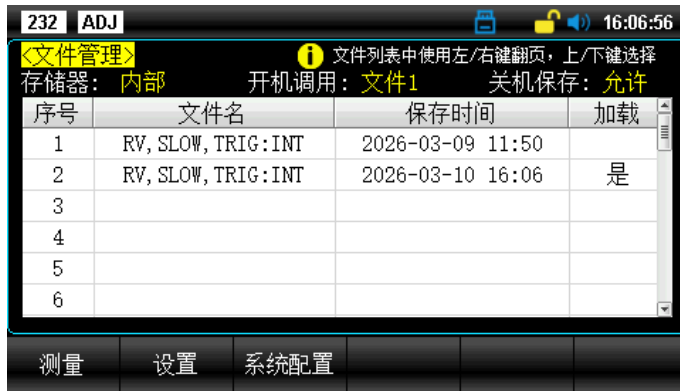 232 ADJ 16:06:56
<文件管理> i 文件列表中使用左/右键翻页，上/下键选择
存储器: 内部 开机调用: 文件1 关机保存: 允许
序号 文件名 保存时间 加载
1 RV,SLOW,TRIG:INT 2026-03-09 11:50
2 RV,SLOW,TRIG:INT 2026-03-10 16:06 是
3
4
5
6
测量 设置 系统配置